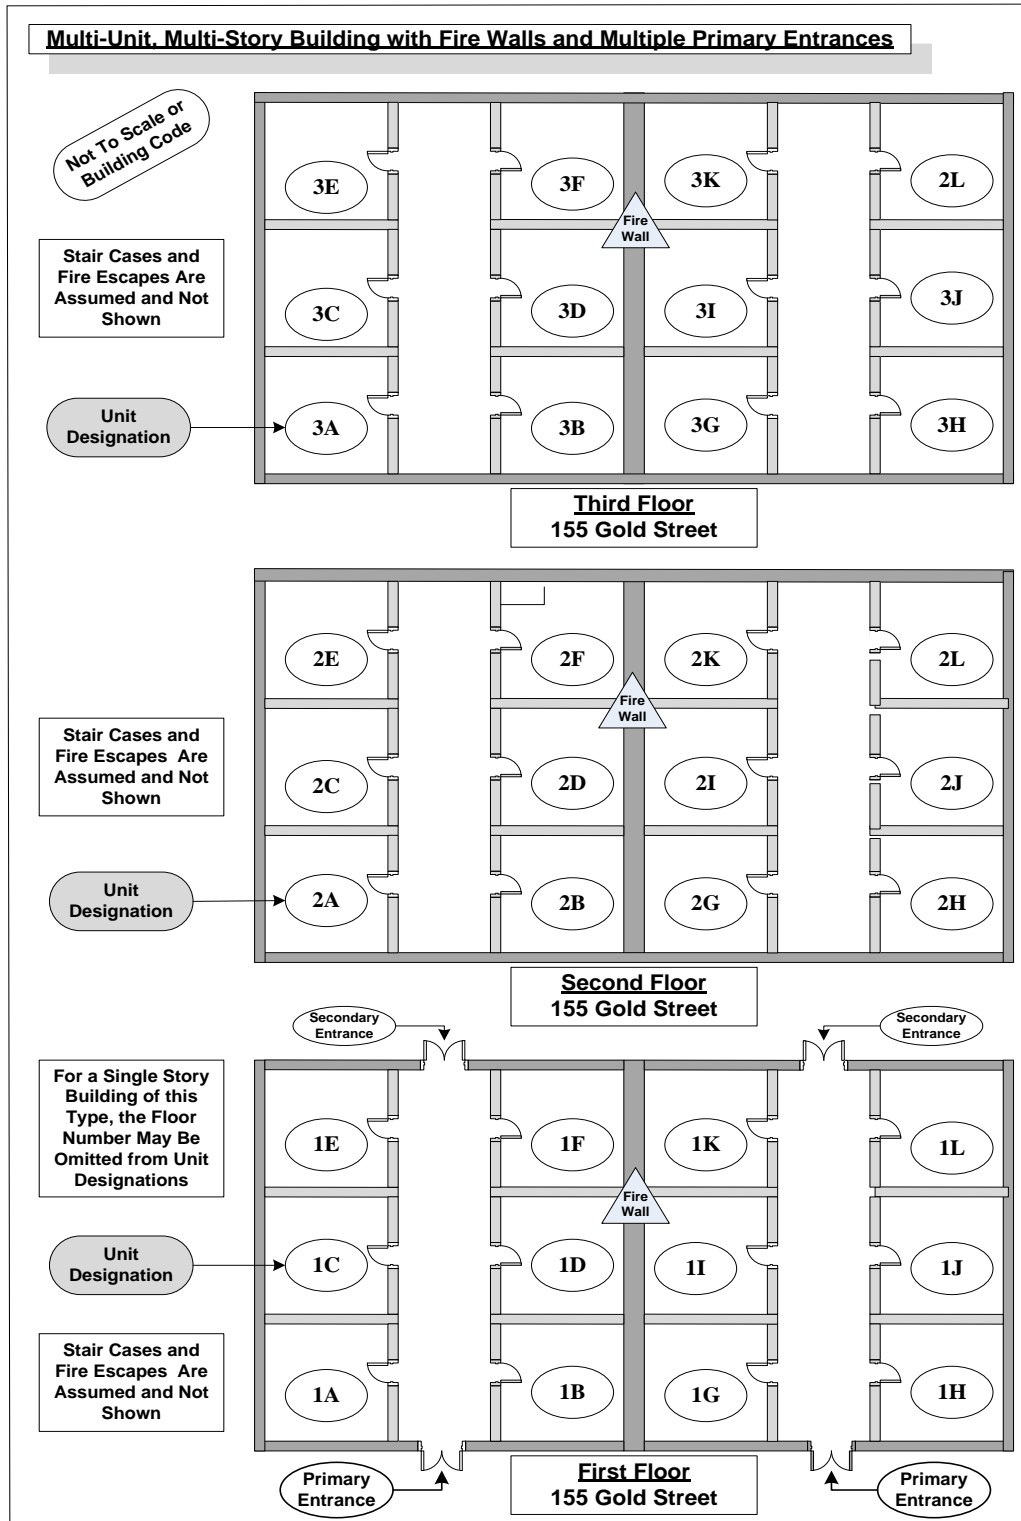 Multi-Unit, Multi-Story Building with Fire Walls and Multiple Primary Entrances
Not To Scale or
Building Code
3E
3F
3K
2L
Fire
Wall
Stair Cases and
Fire Escapes Are
Assumed and Not
Shown
3C
3D
3I
3J
Unit
Designation
3A
3B
3G
3H
Third Floor
155 Gold Street
2E
2F
2K
2L
Fire
Wall
Stair Cases and
Fire Escapes Are
Assumed and Not
Shown
2C
2D
2I
2J
Unit
Designation
2A
2B
2G
2H
Second Floor
155 Gold Street
Secondary
Entrance
Secondary
Entrance
For a Single Story
Building of this
Type, the Floor
Number May Be
Omitted from Unit
Designations
1E
1F
1K
1L
Fire
Wall
Unit
Designation
1C
1D
1I
1J
Stair Cases and
Fire Escapes Are
Assumed and Not
Shown
1A
1B
1G
1H
Primary
Entrance
First Floor
155 Gold Street
Primary
Entrance